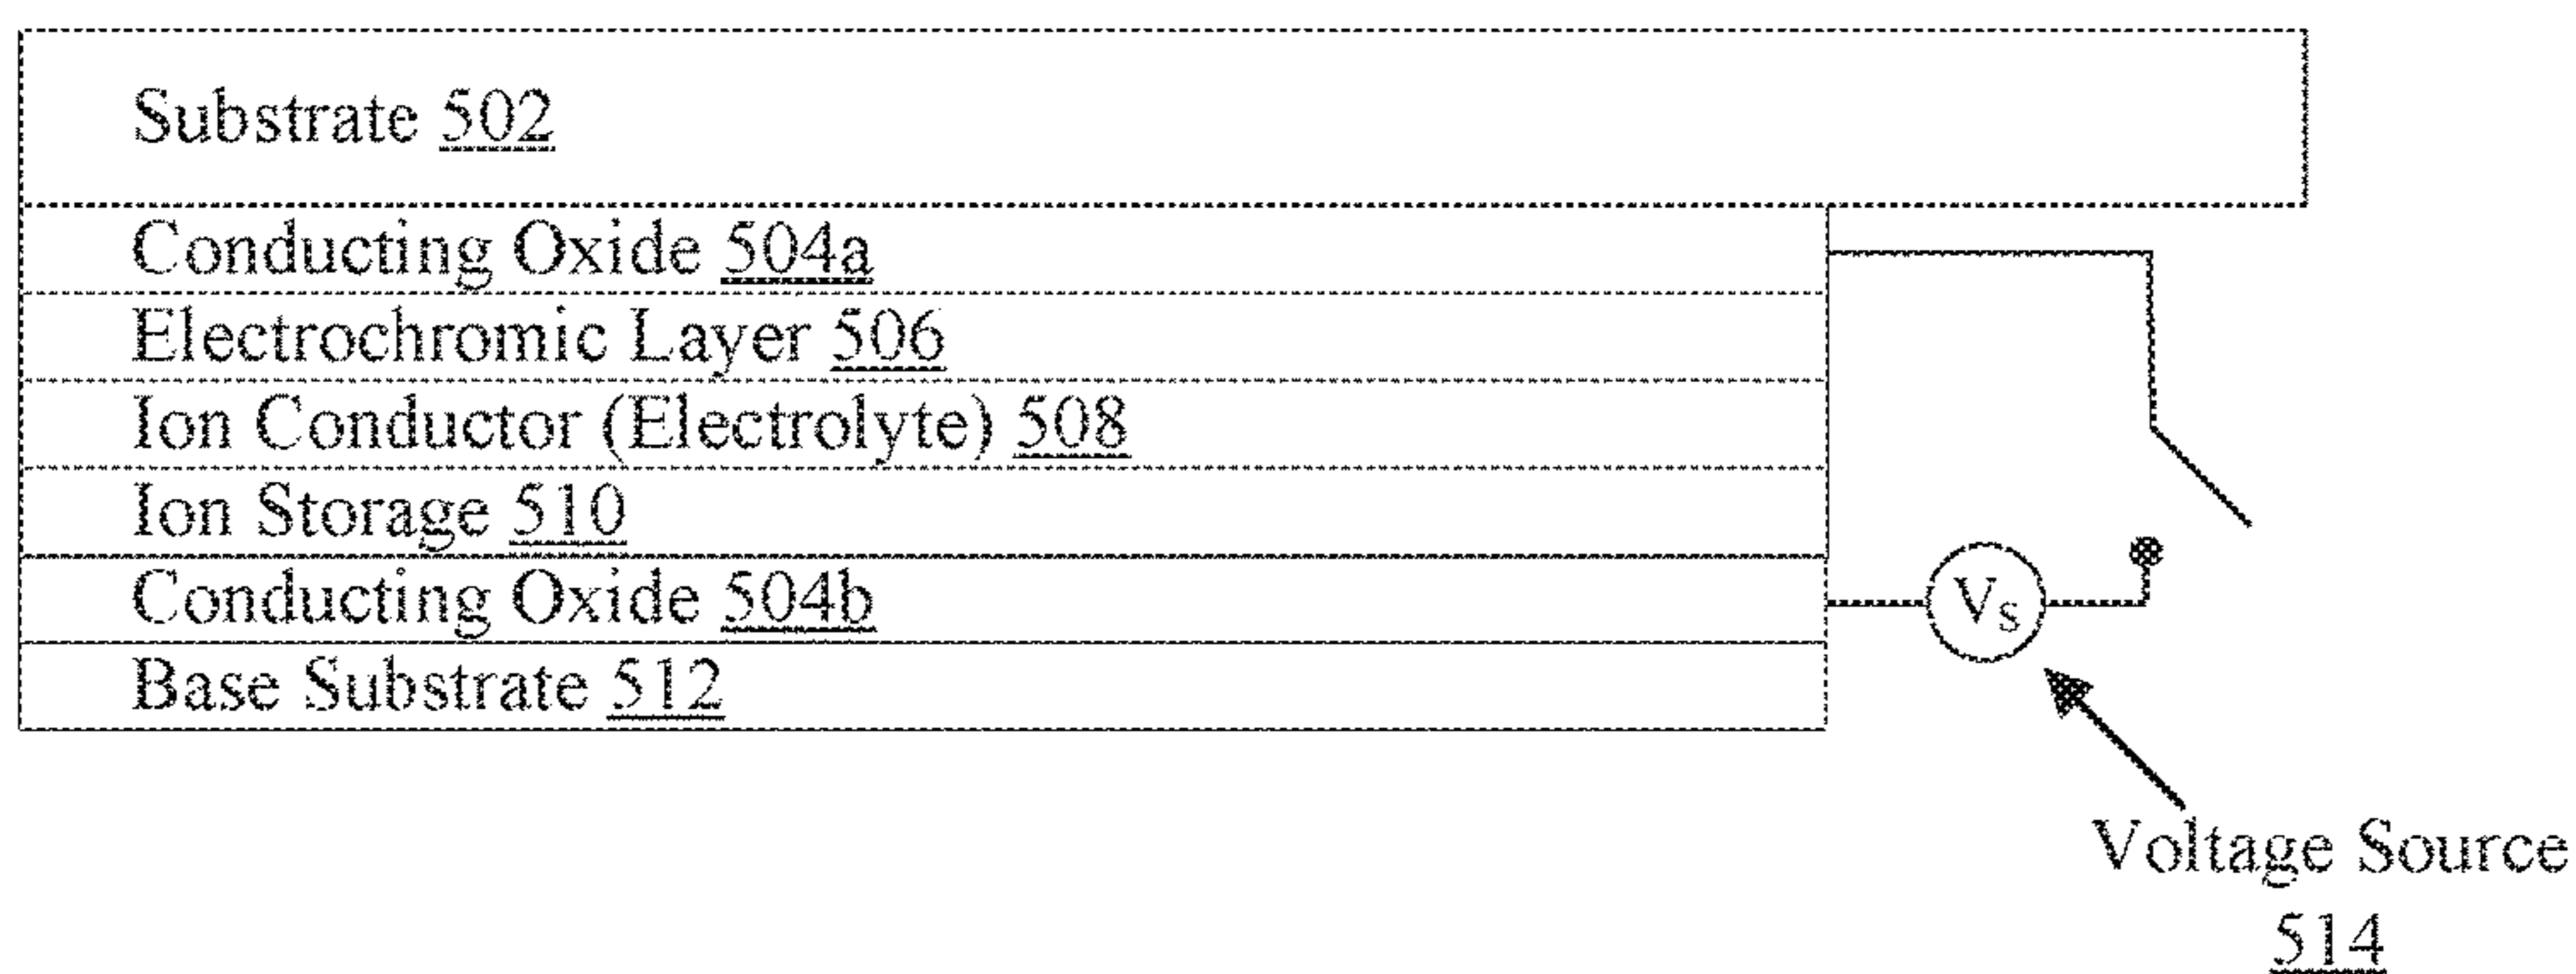 Substrate 502
Conducting Oxide 504a
Electrochromic Layer 506
Ion Conductor (Electrolyte) 508
Ion Storage 510
Conducting Oxide 504b
Vs
Base Substrate 512
Voltage Source
514